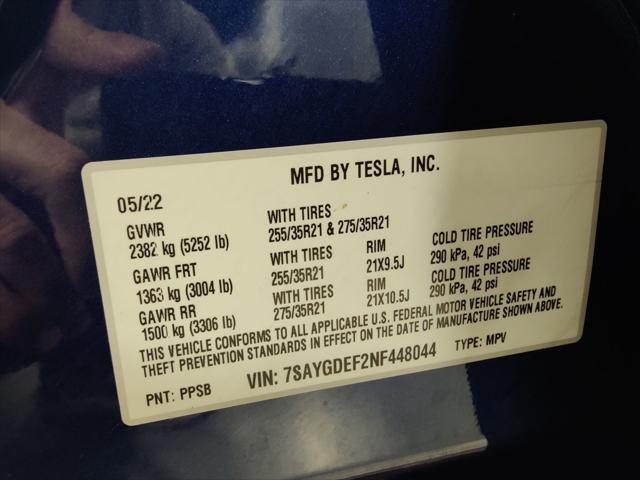 MFD BY TESLA, INC.
05/22
GVWR
2382 kg (5252 lb)
WITH TIRES
255/35R21 & 275/35R21
GAWR FRT
1363 kg (3004 lb)
WITH TIRES
255/35R21
RIM
21X9.5J
COLD TIRE PRESSURE
290 kPa, 42 psi
GAWR RR
1500 kg (3306 lb)
WITH TIRES
275/35R21
RIM
21X10.5J
COLD TIRE PRESSURE
290 kPa, 42 psi
THIS VEHICLE CONFORMS TO ALL APPLICABLE U.S. FEDERAL MOTOR VEHICLE SAFETY AND
THEFT PREVENTION STANDARDS IN EFFECT ON THE DATE OF MANUFACTURE SHOWN ABOVE.
PNT: PPSB VIN: 7SAYGDEF2NF448044 TYPE: MPV